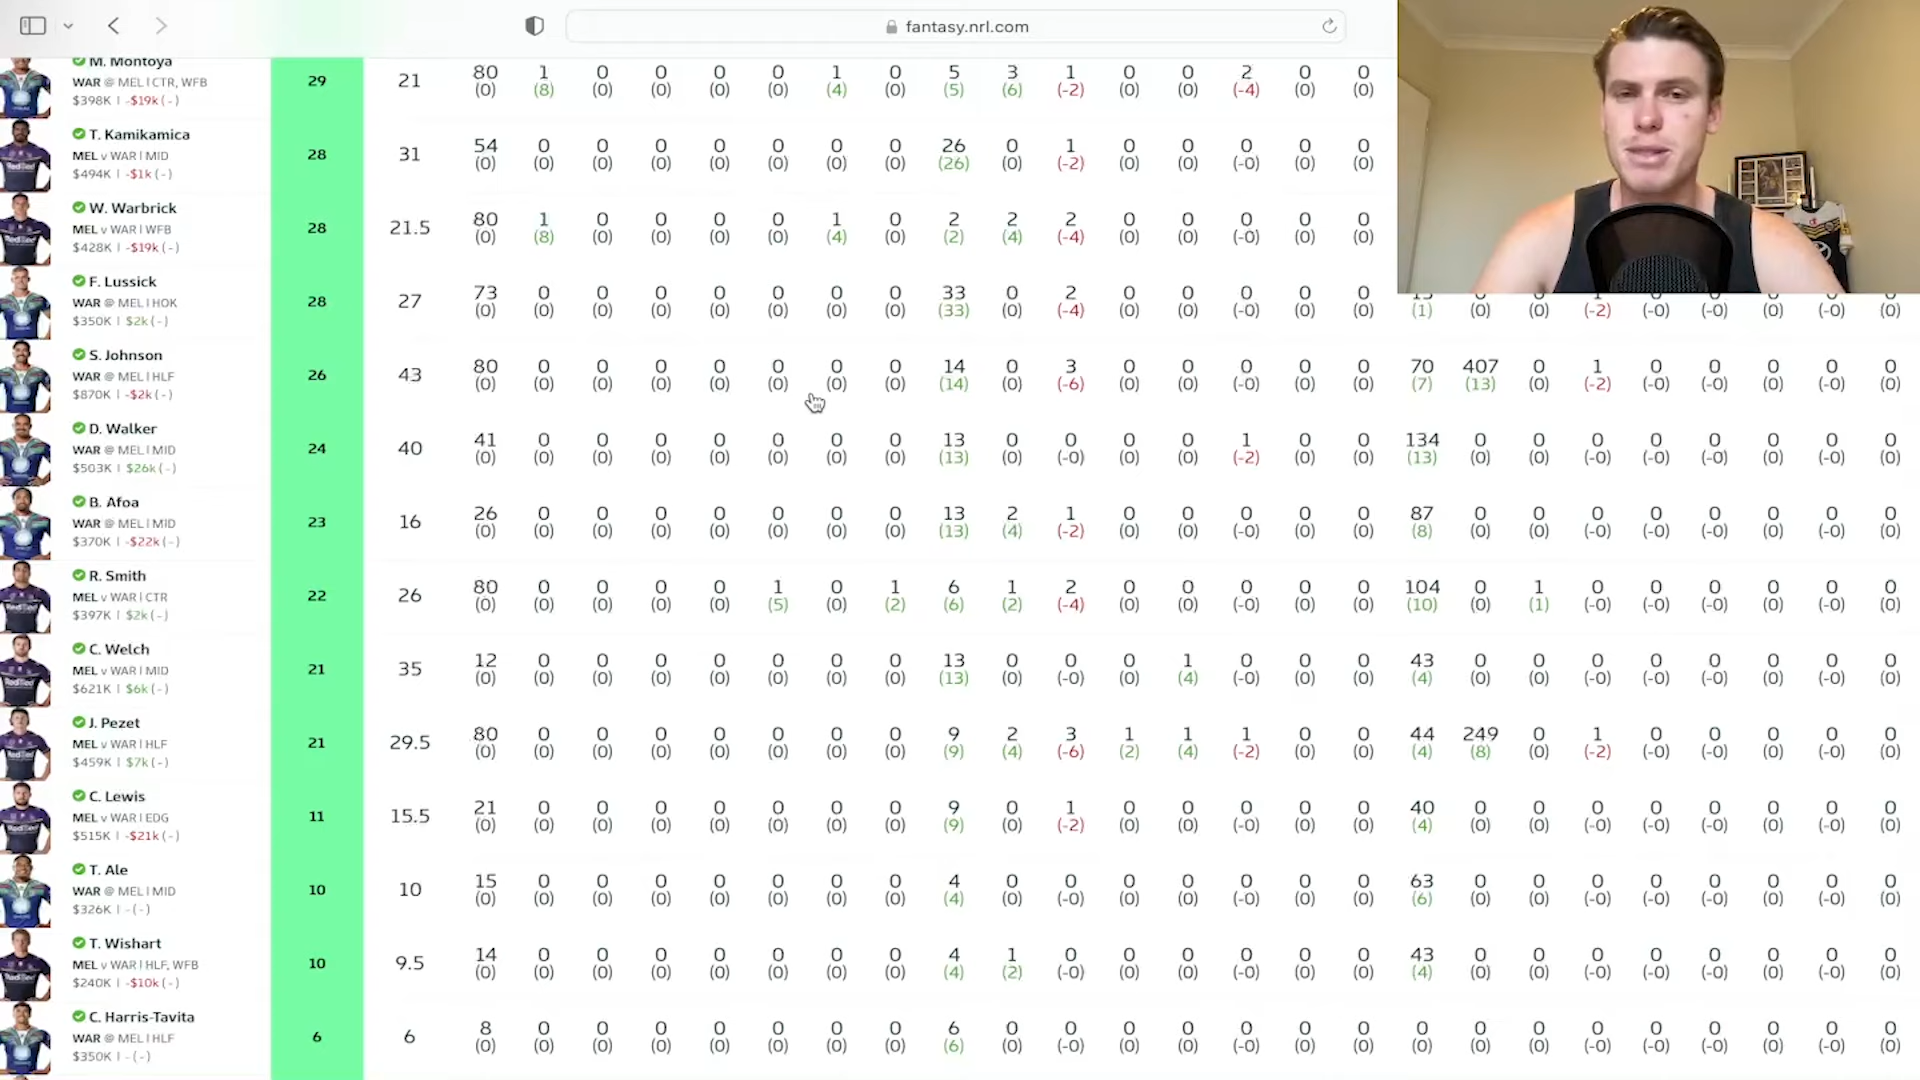 fantasy.nrl.com
M. Montoya
WAR @ MEL | CTR, WFB
$398K | -$19k (-)
29 21 80 1 0 0 0 0 1 0 5 3 1 0 0 2 0 0
(0) (8) (0) (0) (0) (0) (4) (0) (5) (6) (-2) (0) (0) (-4) (0) (0)
T. Kamikamica
MEL v WAR | MID
$494K | -$1k (-)
28 31 54 0 0 0 0 0 0 0 26 0 1 0 0 0 0 0
(0) (0) (0) (0) (0) (0) (0) (0) (26) (0) (-2) (0) (0) (-0) (0) (0)
W. Warbrick
MEL v WAR | WFB
$428K | -$19k (-)
28 21.5 80 1 0 0 0 0 1 0 2 2 2 0 0 0 0 0
(0) (8) (0) (0) (0) (0) (4) (0) (2) (4) (-4) (0) (0) (-0) (0) (0)
F. Lussick
WAR @ MEL | HOK
$350K | $2k (-)
28 27 73 0 0 0 0 0 0 0 33 0 2 0 0 0 0 0
(0) (0) (0) (0) (0) (0) (0) (0) (33) (0) (-4) (0) (0) (-0) (0) (0) (1) (0) (0) (-2) (-0) (-0) (0) (-0) (0)
S. Johnson
WAR @ MEL | HLF
$870K | -$2k (-)
26 43 80 0 0 0 0 0 0 0 14 0 3 0 0 0 0 0 70 407 0 1 0 0 0 0 0
(0) (0) (0) (0) (0) (0) (0) (0) (14) (0) (-6) (0) (0) (-0) (0) (0) (7) (13) (0) (-2) (-0) (-0) (0) (-0) (0)
D. Walker
WAR @ MEL | MID
$503K | $26k (-)
24 40 41 0 0 0 0 0 0 0 13 0 0 0 0 1 0 0 134 0 0 0 0 0 0 0 0
(0) (0) (0) (0) (0) (0) (0) (0) (13) (0) (-0) (0) (0) (-2) (0) (0) (13) (0) (0) (-0) (-0) (-0) (0) (-0) (0)
B. Afoa
WAR @ MEL | MID
$370K | -$22k (-)
23 16 26 0 0 0 0 0 0 0 13 2 1 0 0 0 0 0 87 0 0 0 0 0 0 0 0
(0) (0) (0) (0) (0) (0) (0) (0) (13) (4) (-2) (0) (0) (-0) (0) (0) (8) (0) (0) (-0) (-0) (-0) (0) (-0) (0)
R. Smith
MEL v WAR | CTR
$397K | $2k (-)
22 26 80 0 0 0 0 1 0 1 6 1 2 0 0 0 0 0 104 0 1 0 0 0 0 0 0
(0) (0) (0) (0) (0) (5) (0) (2) (6) (2) (-4) (0) (0) (-0) (0) (0) (10) (0) (1) (-0) (-0) (-0) (0) (-0) (0)
C. Welch
MEL v WAR | MID
$621K | $6k (-)
21 35 12 0 0 0 0 0 0 0 13 0 0 0 1 0 0 0 43 0 0 0 0 0 0 0 0
(0) (0) (0) (0) (0) (0) (0) (0) (13) (0) (-0) (0) (4) (-0) (0) (0) (4) (0) (0) (-0) (-0) (-0) (0) (-0) (0)
J. Pezet
MEL v WAR | HLF
$459K | $7k (-)
21 29.5 80 0 0 0 0 0 0 0 9 2 3 1 1 1 0 0 44 249 0 1 0 0 0 0 0
(0) (0) (0) (0) (0) (0) (0) (0) (9) (4) (-6) (2) (4) (-2) (0) (0) (4) (8) (0) (-2) (-0) (-0) (0) (-0) (0)
C. Lewis
MEL v WAR | EDG
$515K | -$21k (-)
11 15.5 21 0 0 0 0 0 0 0 9 0 1 0 0 0 0 0 40 0 0 0 0 0 0 0 0
(0) (0) (0) (0) (0) (0) (0) (0) (9) (0) (-2) (0) (0) (-0) (0) (0) (4) (0) (0) (-0) (-0) (-0) (0) (-0) (0)
T. Ale
WAR @ MEL | MID
$326K | - (-)
10 10 15 0 0 0 0 0 0 0 4 0 0 0 0 0 0 0 63 0 0 0 0 0 0 0 0
(0) (0) (0) (0) (0) (0) (0) (0) (4) (0) (-0) (0) (0) (-0) (0) (0) (6) (0) (0) (-0) (-0) (-0) (0) (-0) (0)
T. Wishart
MEL v WAR | HLF, WFB
$240K | -$10k (-)
10 9.5 14 0 0 0 0 0 0 0 4 1 0 0 0 0 0 0 43 0 0 0 0 0 0 0 0
(0) (0) (0) (0) (0) (0) (0) (0) (4) (2) (-0) (0) (0) (-0) (0) (0) (4) (0) (0) (-0) (-0) (-0) (0) (-0) (0)
C. Harris-Tavita
WAR @ MEL | HLF
$350K | - (-)
6 6 8 0 0 0 0 0 0 0 6 0 0 0 0 0 0 0 0 0 0 0 0 0 0 0 0
(0) (0) (0) (0) (0) (0) (0) (0) (6) (0) (-0) (0) (0) (-0) (0) (0) (0) (0) (0) (-0) (-0) (-0) (0) (-0) (0)